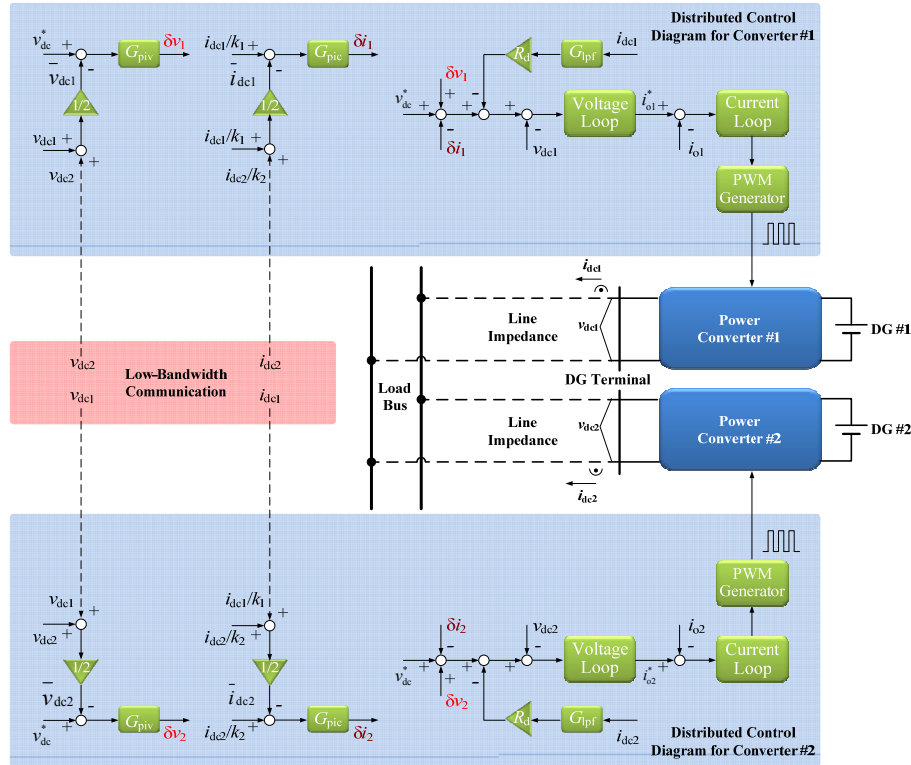 Distributed Control
Diagram for Converter #1
v*dc + - Gpiv δv1
v̄dc1
1/2
vdc1 +
+
vdc2
idc1/k1 + - Gpic δi1
īdc1
1/2
idc1/k1 +
+
idc2/k2
Rd Glpf idc1
δv1
v*dc + + - + - + - Voltage Loop i*o1 + - Current Loop
δi1
vdc1
io1
PWM
Generator
idc1
Line
Impedance
vdc1
Power
Converter #1
DG #1
vdc2 idc2
Low-Bandwidth
Communication
vdc1 idc1
Load
Bus
DG Terminal
Line
Impedance
vdc2
Power
Converter #2
DG #2
idc2
PWM
Generator
vdc1 +
vdc2 +
1/2
v̄dc2
v*dc + - Gpiv δv2
idc1/k1
+
idc2/k2 +
1/2
īdc2
idc2/k2 + - Gpic δi2
δi2
vdc2
io2
v*dc + - + + - + - Voltage Loop i*o2 + - Current Loop
δv2
Rd Glpf idc2
Distributed Control
Diagram for Converter #2